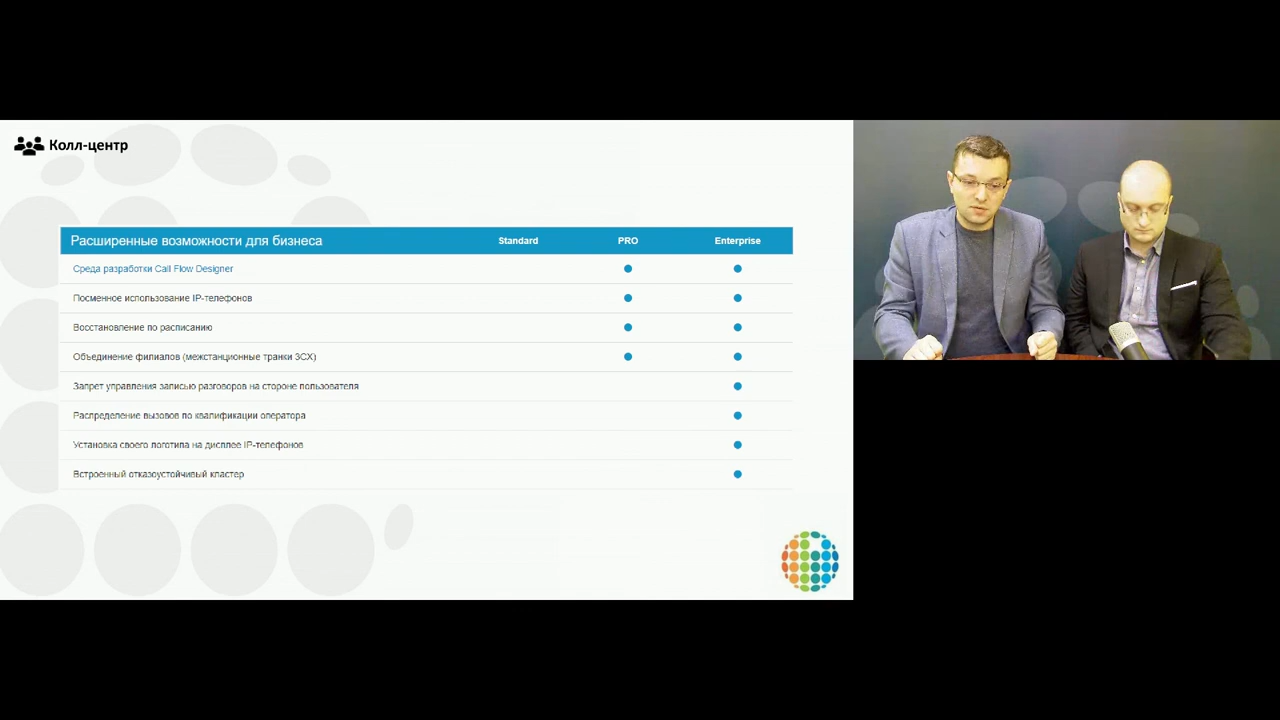 Колл-центр
Расширенные возможности для бизнеса Standard PRO Enterprise
Среда разработки Call Flow Designer
Посменное использование IP-телефонов
Восстановление по расписанию
Объединение филиалов (межстанционные транки 3CX)
Запрет управления записью разговоров на стороне пользователя
Распределение вызовов по квалификации оператора
Установка своего логотипа на дисплее IP-телефонов
Встроенный отказоустойчивый кластер